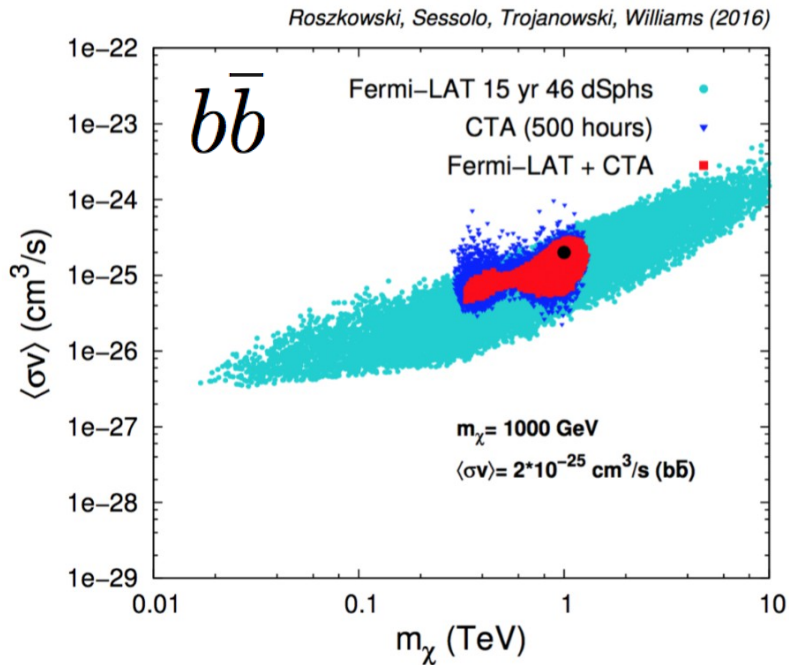 Roszkowski, Sessolo, Trojanowski, Williams (2016)
1e−22
1e−23
1e−24
1e−25
1e−26
1e−27
1e−28
1e−29
⟨σv⟩ (cm³/s)
bb̅
Fermi−LAT 15 yr 46 dSphs
CTA (500 hours)
Fermi−LAT + CTA
mᵪ= 1000 GeV
⟨σv⟩= 2*10⁻²⁵ cm³/s (bb̅)
0.01 0.1 1 10
mᵪ (TeV)